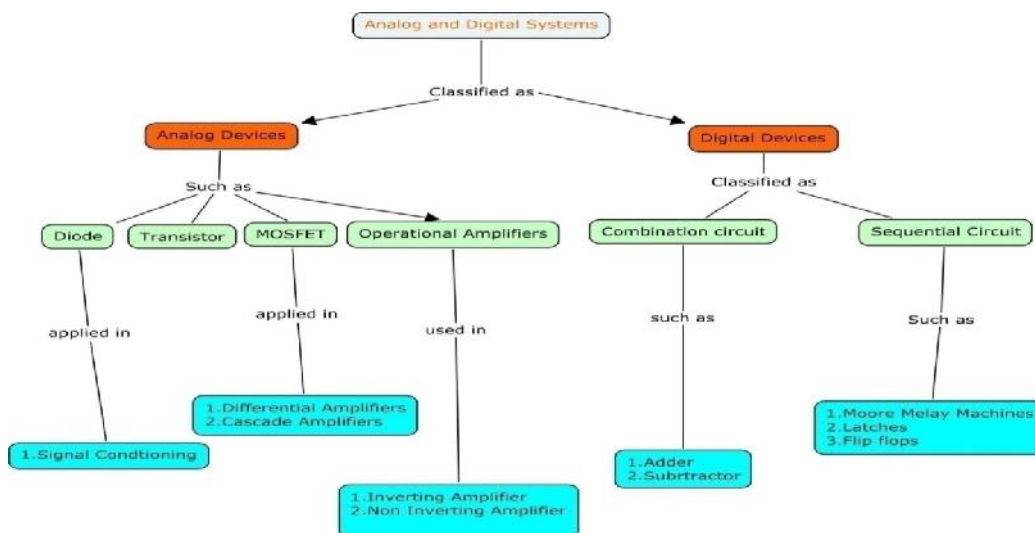 Analog and Digital Systems
Classified as
Analog Devices
Digital Devices
Such as
Classified as
Diode
Transistor
MOSFET
Operational Amplifiers
Combination circuit
Sequential Circuit
applied in
applied in
used in
such as
Such as
1.Differential Amplifiers
2.Cascade Amplifiers
1.Moore Melay Machines
2.Latches
3.Flip flops
1.Signal Condtioning
1.Adder
2.Subrtractor
1.Inverting Amplifier
2.Non Inverting Amplifier